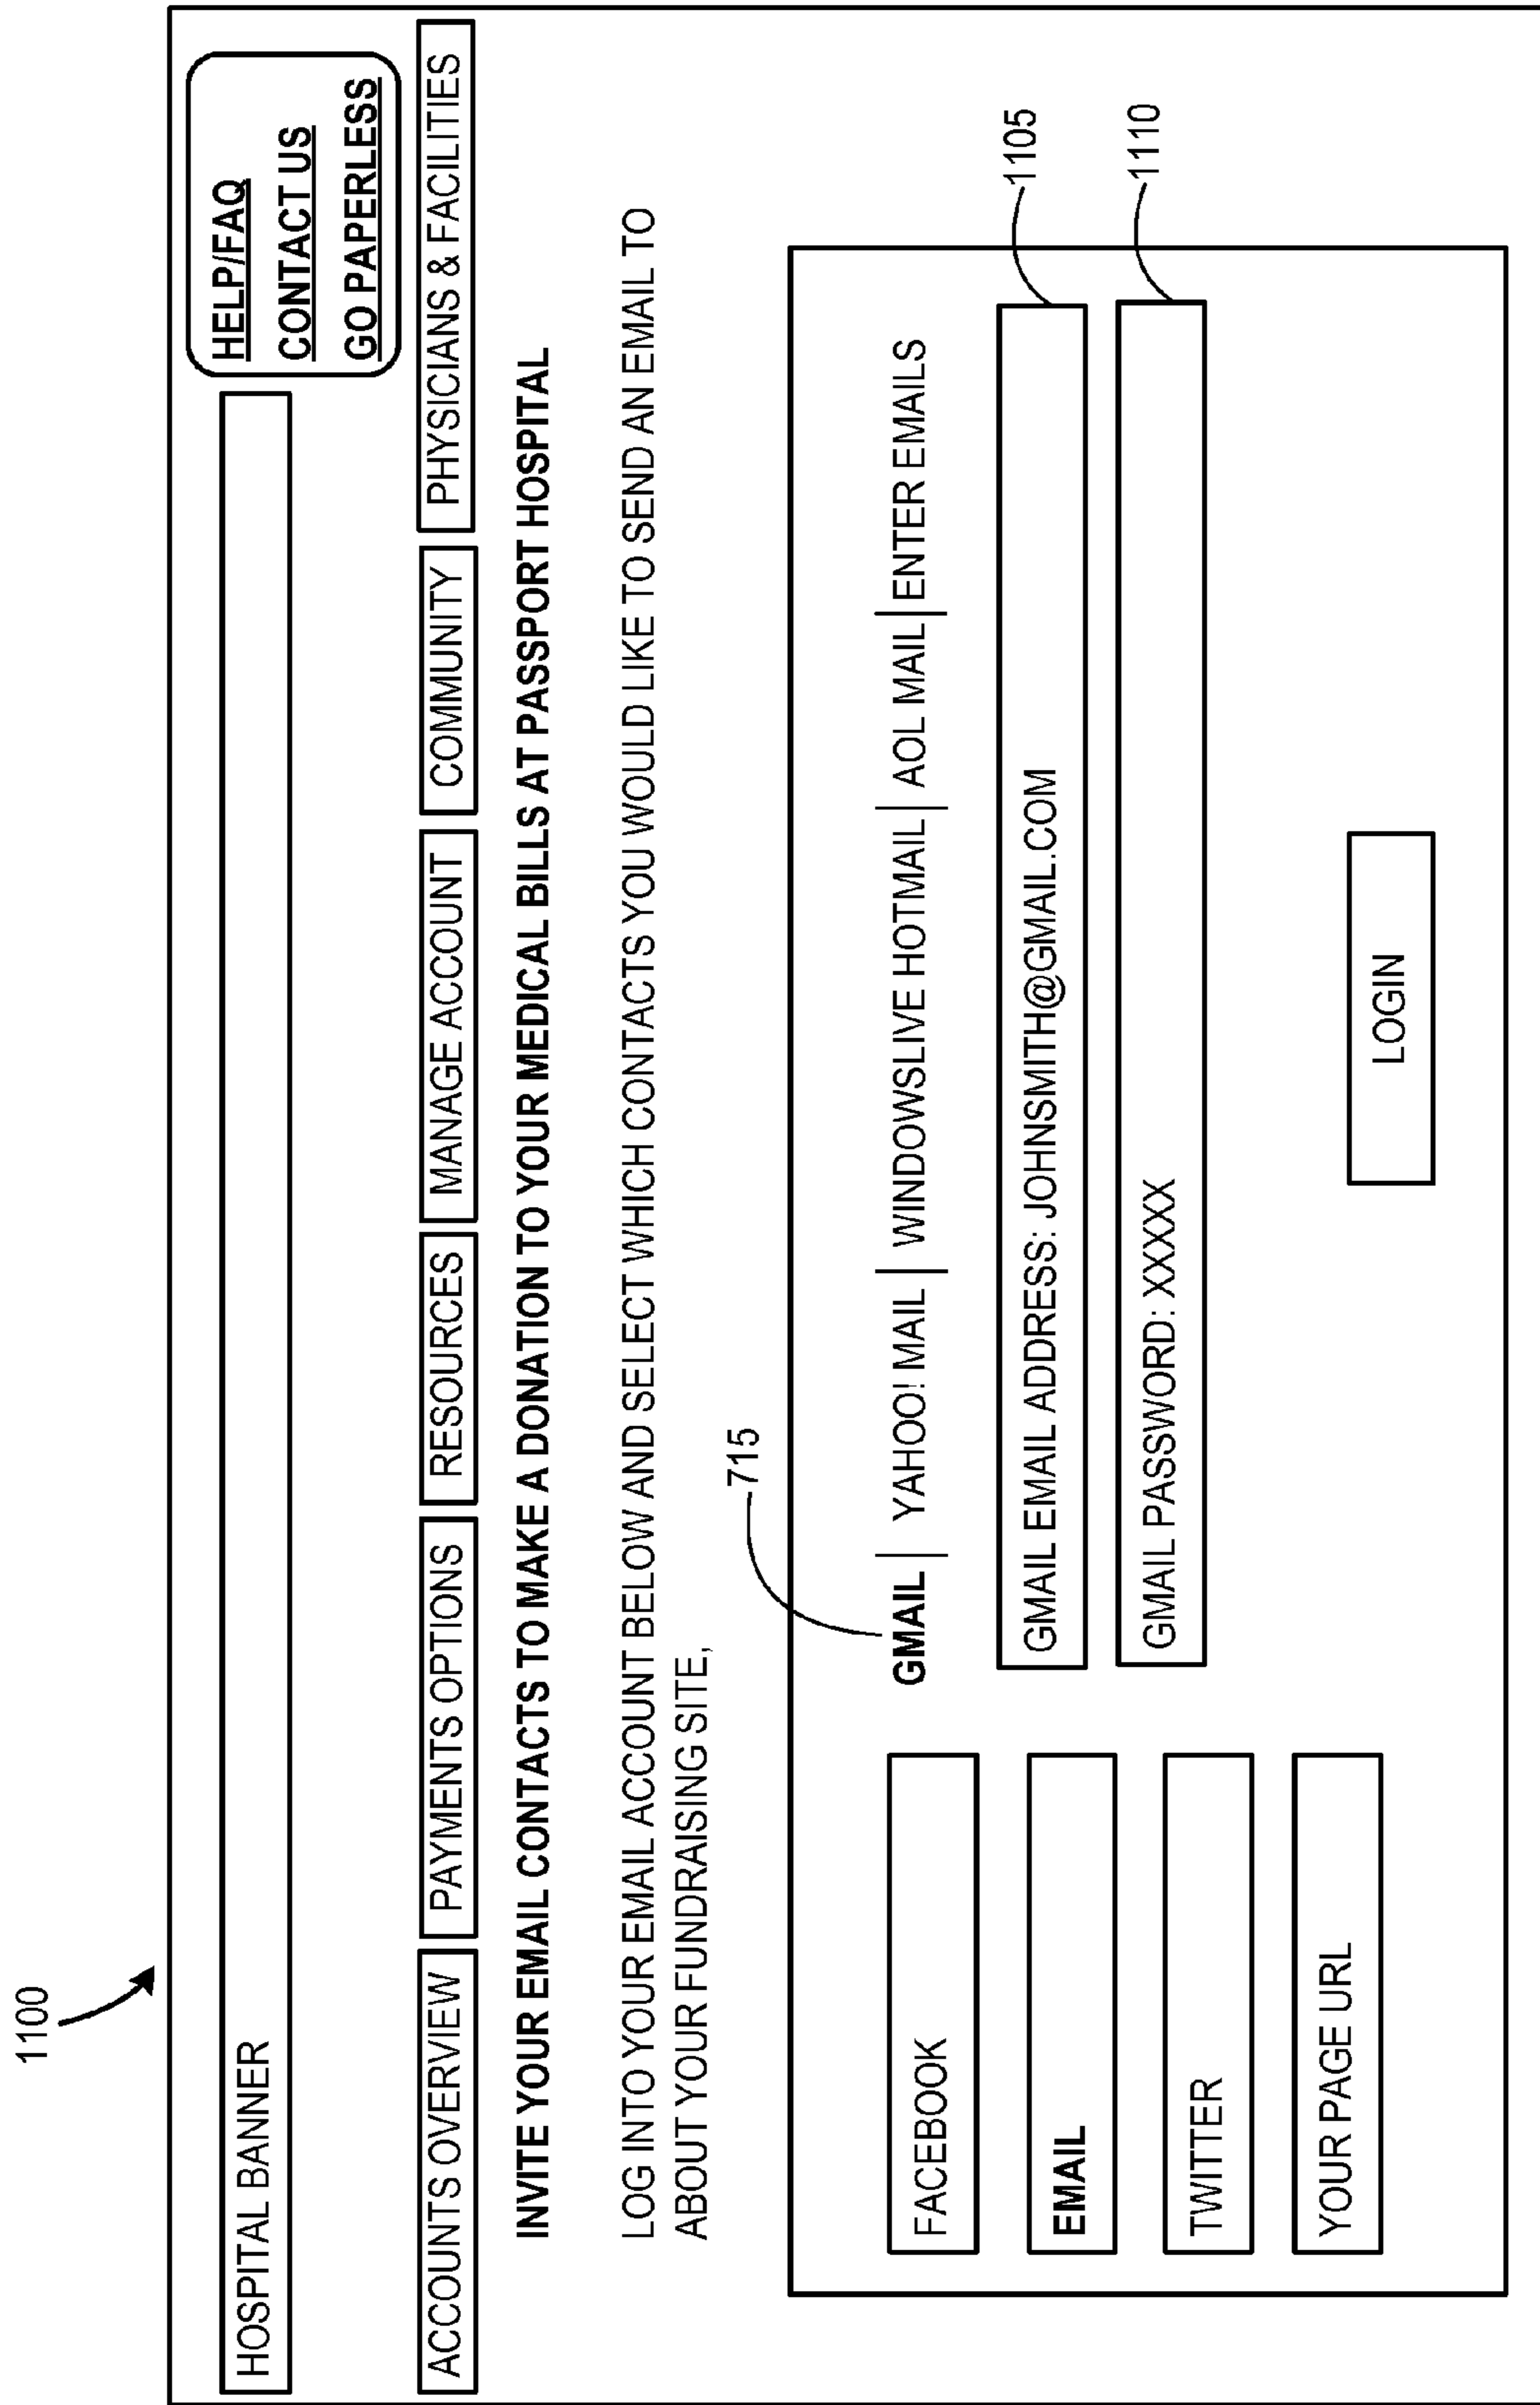 1100
HOSPITAL BANNER
HELP/FAQ
CONTACT US
GO PAPERLESS
ACCOUNTS OVERVIEW PAYMENTS OPTIONS RESOURCES MANAGE ACCOUNT COMMUNITY PHYSICIANS & FACILITIES
INVITE YOUR EMAIL CONTACTS TO MAKE A DONATION TO YOUR MEDICAL BILLS AT PASSPORT HOSPITAL
LOG INTO YOUR EMAIL ACCOUNT BELOW AND SELECT WHICH CONTACTS YOU WOULD LIKE TO SEND AN EMAIL TO
ABOUT YOUR FUNDRAISING SITE,
715
GMAIL | YAHOO! MAIL | WINDOWSLIVE HOTMAIL | AOL MAIL | ENTER EMAILS
FACEBOOK
EMAIL
TWITTER
YOUR PAGE URL
GMAIL EMAIL ADDRESS: JOHNSMITH@GMAIL.COM
1105
GMAIL PASSWORD: XXXXX
1110
LOGIN